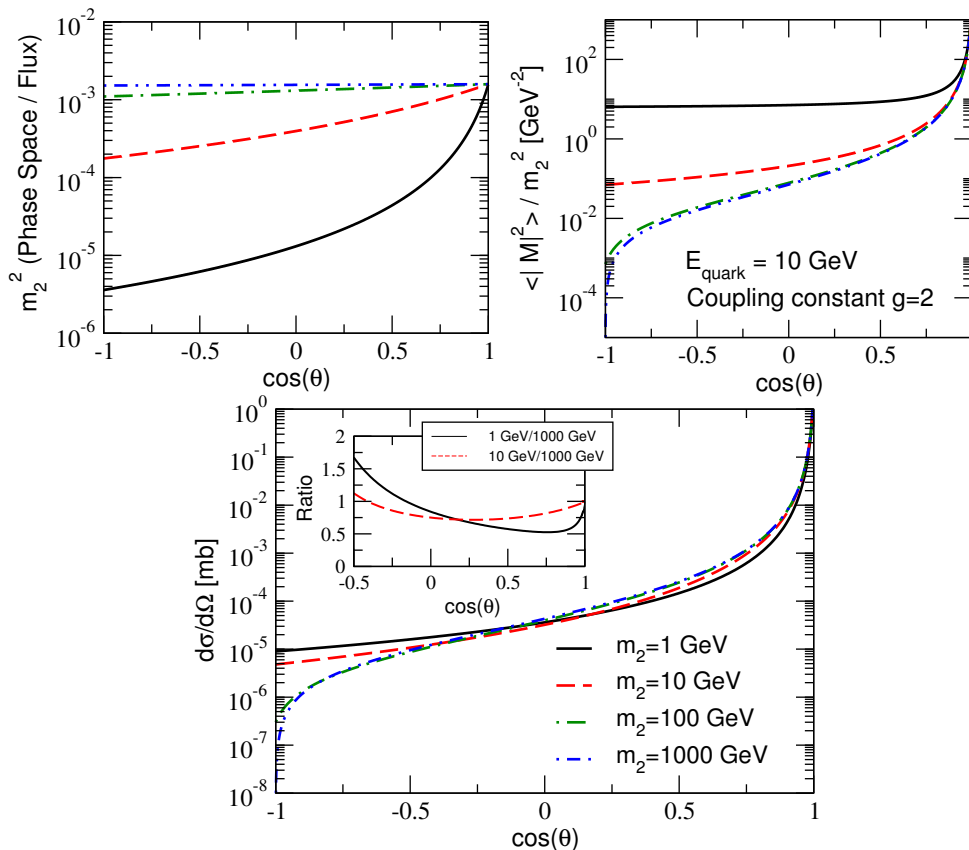 10^-2
10^-3
10^-4
10^-5
10^-6
m_2^2 (Phase Space / Flux)
-1 -0.5 0 0.5 1
cos(θ)
10^2
10^0
10^-2
10^-4
<|M|^2> / m_2^2 [GeV^-2]
E_quark = 10 GeV
Coupling constant g=2
-1 -0.5 0 0.5
cos(θ)
10^0
10^-1
10^-2
10^-3
10^-4
10^-5
10^-6
10^-7
10^-8
dσ/dΩ [mb]
2
1.5
1
0.5
0
Ratio
1 GeV/1000 GeV
10 GeV/1000 GeV
-0.5 0 0.5 1
cos(θ)
m_2=1 GeV
m_2=10 GeV
m_2=100 GeV
m_2=1000 GeV
-1 -0.5 0 0.5 1
cos(θ)